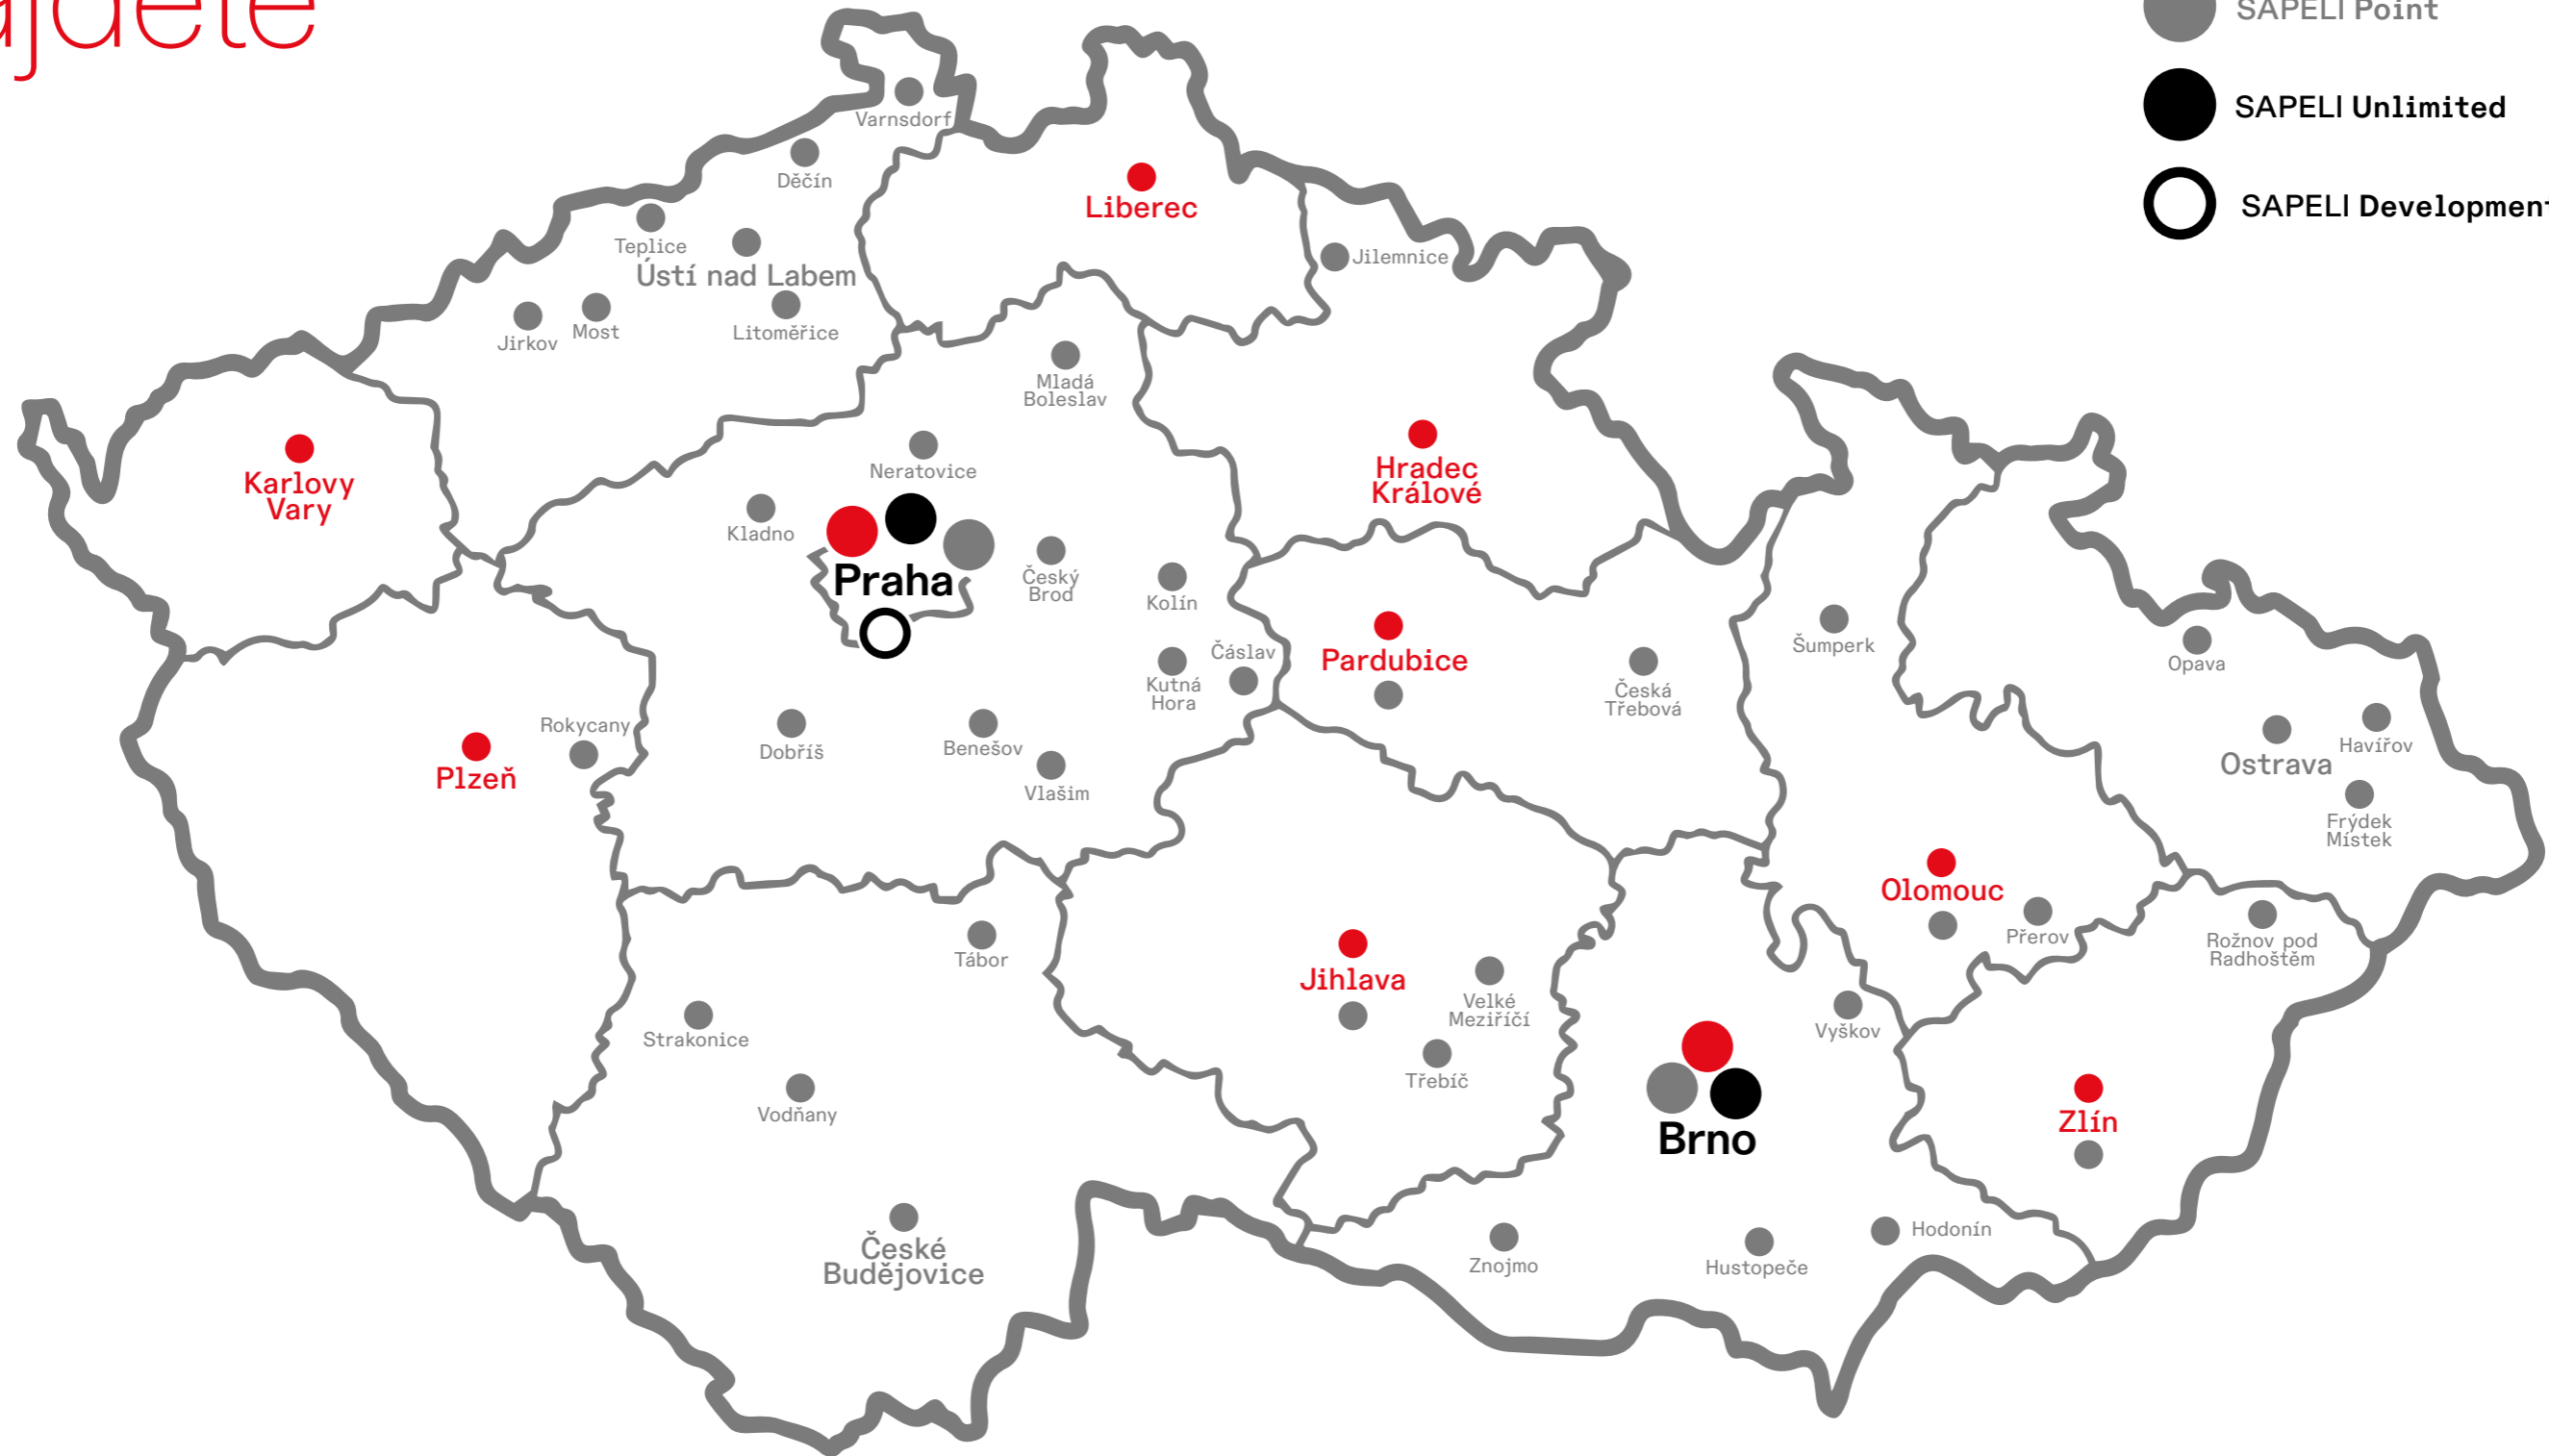 jdete
SAPELI Point
SAPELI Unlimited
SAPELI Development
Varnsdorf
Děčín
Liberec
Teplice
Ústí nad Labem
Jilemnice
Jirkov
Most
Litoměřice
Mladá
Boleslav
Karlovy
Vary
Neratovice
Hradec
Králové
Kladno
Praha
Český
Brod
Kolín
Čáslav
Pardubice
Šumperk
Opava
Kutná
Hora
Česká
Třebová
Rokycany
Plzeň
Dobříš
Benešov
Vlašim
Ostrava
Havířov
Frýdek
Místek
Olomouc
Přerov
Rožnov pod
Radhoštěm
Tábor
Jihlava
Velké
Meziříčí
Strakonice
Vyškov
Třebíč
Vodňany
Brno
Zlín
České
Budějovice
Znojmo
Hustopeče
Hodonín